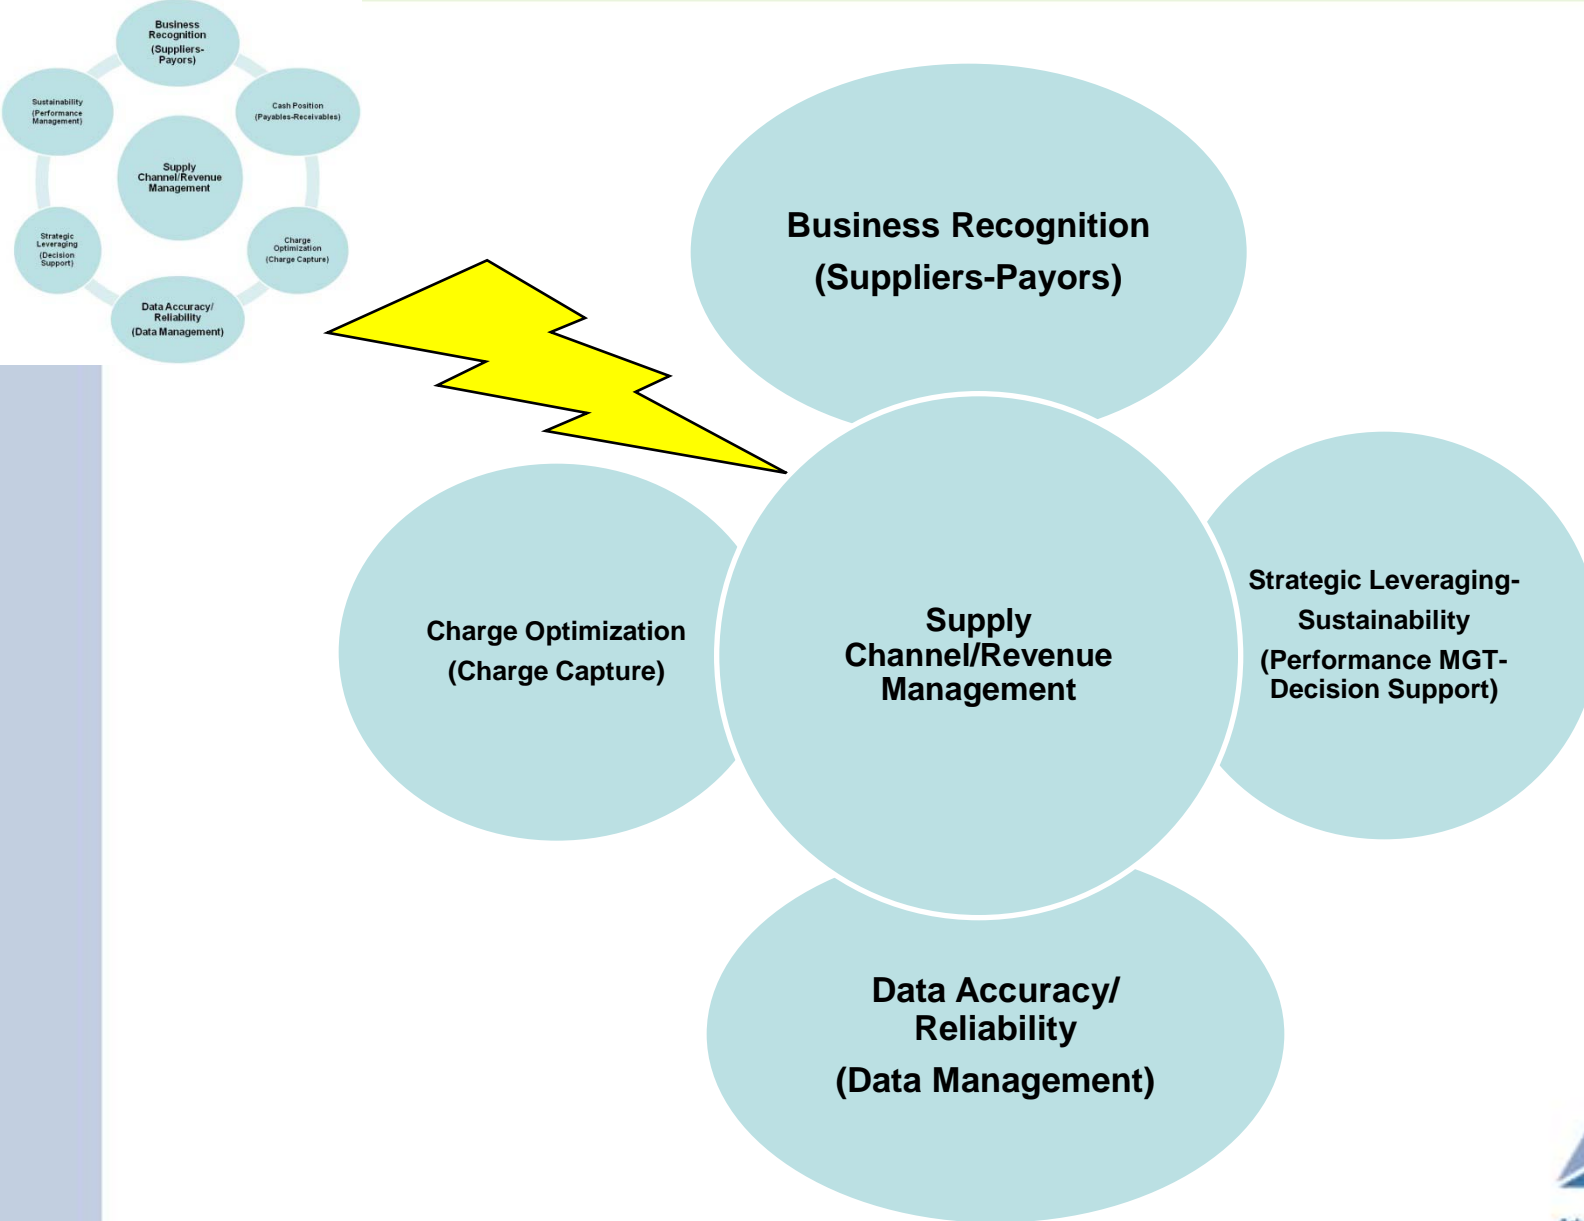 Business
Recognition
(Suppliers-
Payors)
Sustainability
(Performance
Management)
Cash Position
(Payables-Receivables)
Supply
Channel/Revenue
Management
Strategic
Leveraging
(Decision
Support)
Charge
Optimization
(Charge Capture)
Data Accuracy/
Reliability
(Data Management)
Business Recognition
(Suppliers-Payors)
Charge Optimization
(Charge Capture)
Supply
Channel/Revenue
Management
Strategic Leveraging-
Sustainability
(Performance MGT-
Decision Support)
Data Accuracy/
Reliability
(Data Management)